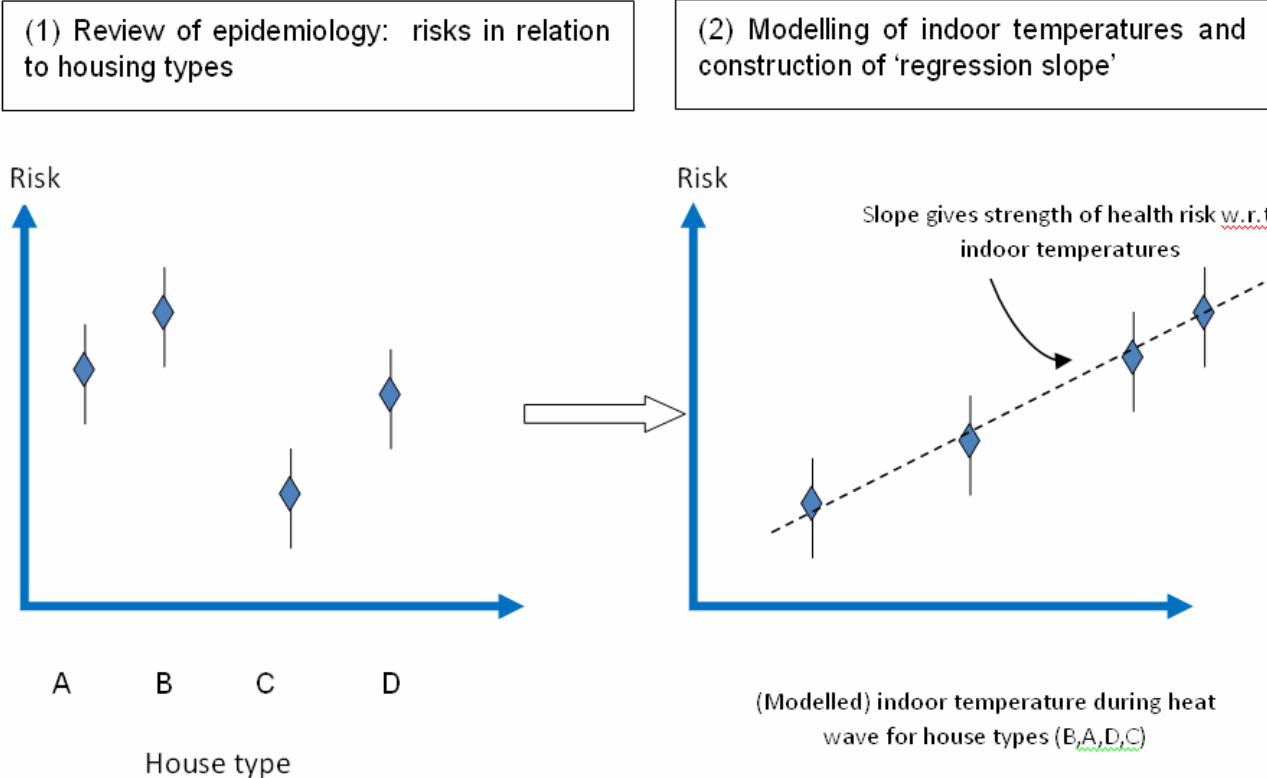 (1) Review of epidemiology: risks in relation
to housing types
(2) Modelling of indoor temperatures and
construction of ‘regression slope’
Risk
Risk
Slope gives strength of health risk w.r.t
indoor temperatures
A B C D
House type
(Modelled) indoor temperature during heat
wave for house types (B,A,D,C)